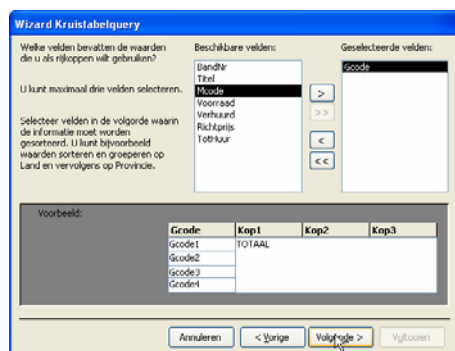 Wizard Kruistabelquery
Welke velden bevatten de waarden
die u als rijkoppen wilt gebruiken?
U kunt maximaal drie velden selecteren.
Selecteer velden in de volgorde waarin
de informatie moet worden
gesorteerd. U kunt bijvoorbeeld
waarden sorteren en groeperen op
Land en vervolgens op Provincie.
Beschikbare velden:
BandNr
Titel
Mcode
Voorraad
Verhuurd
Richtprijs
TotHuur
>
>>
<
<<
Geselecteerde velden:
Gcode
Voorbeeld:
Gcode Kop1 Kop2 Kop3
Gcode1 TOTAAL
Gcode2
Gcode3
Gcode4
Annuleren < Vorige Volgende > Voltooien